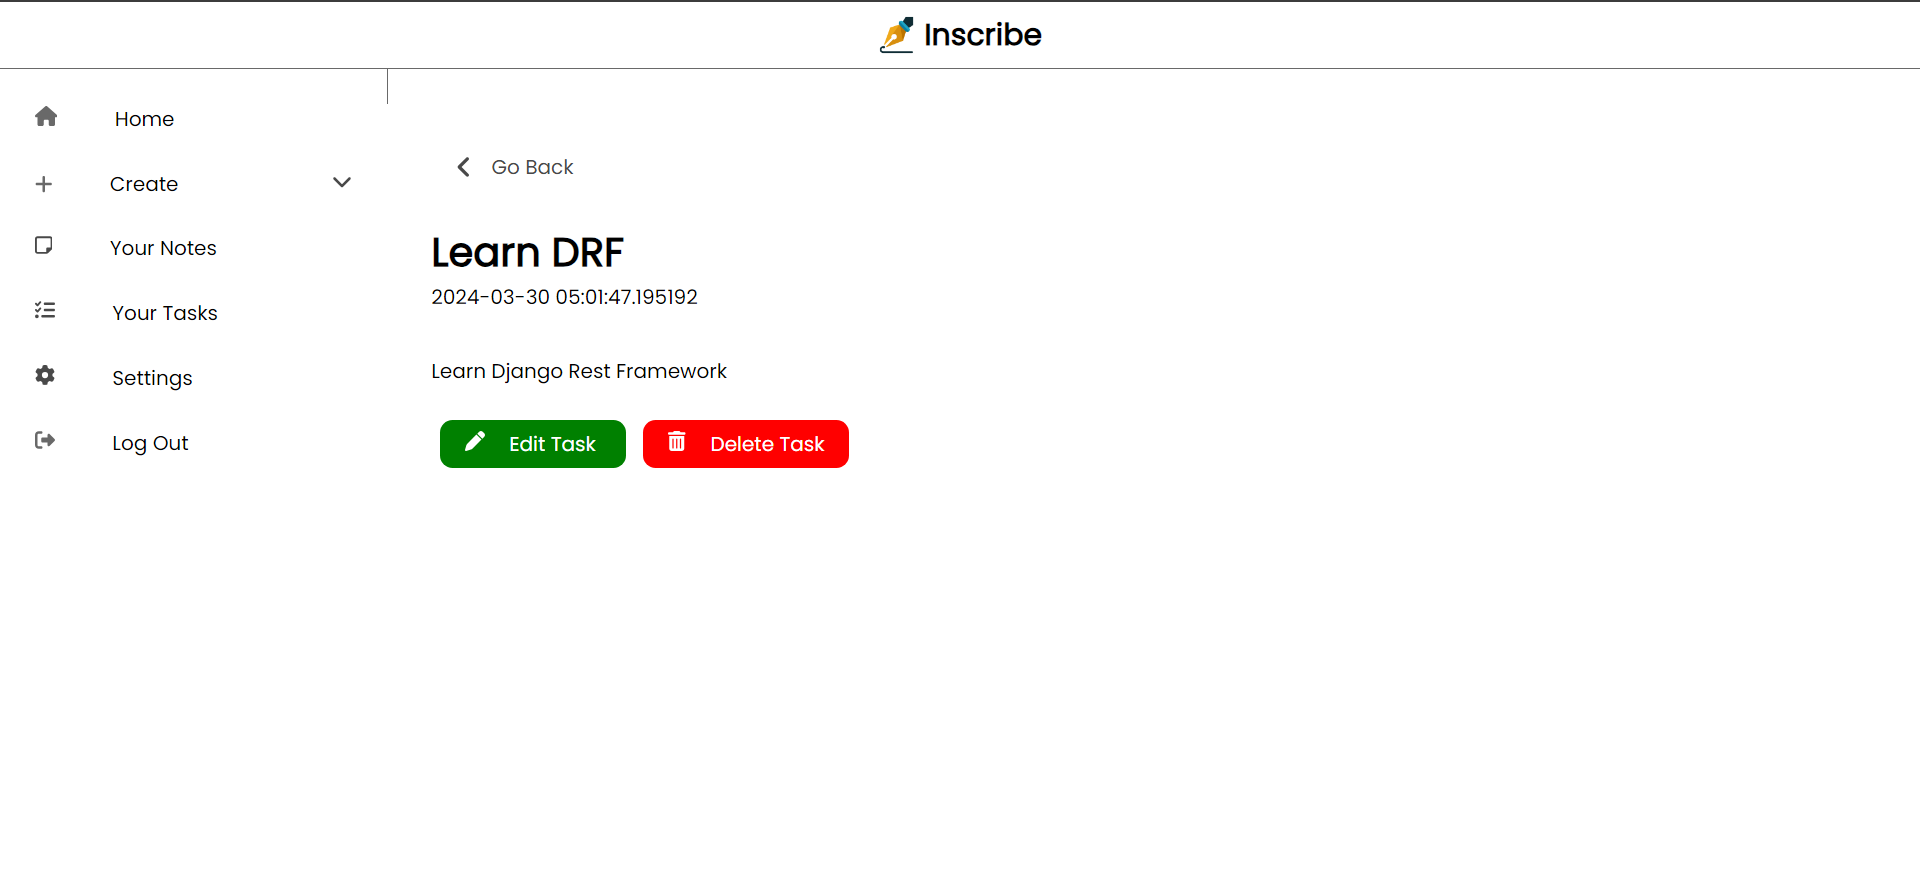 Inscribe
Home
Create
Your Notes
Your Tasks
Settings
Log Out
Go Back
Learn DRF
2024-03-30 05:01:47.195192
Learn Django Rest Framework
Edit Task
Delete Task